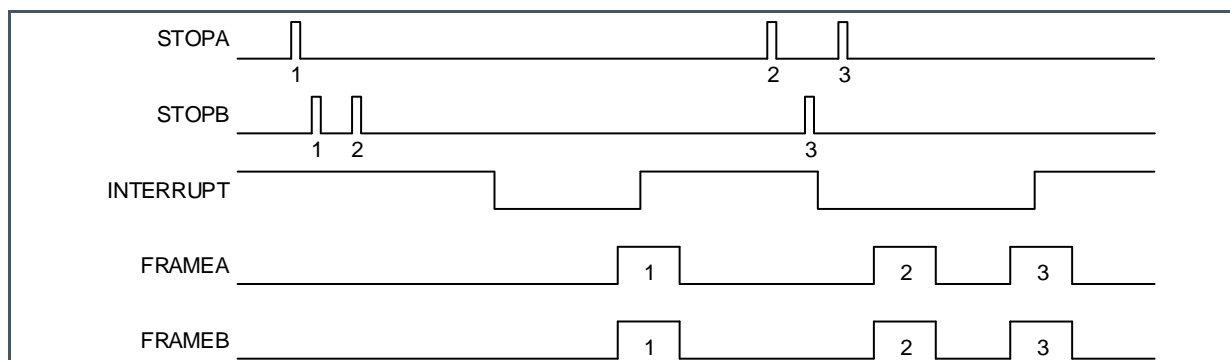 STOPA
1 2 3
STOPB
1 2 3
INTERRUPT
FRAMEA 1 2 3
FRAMEB 1 2 3